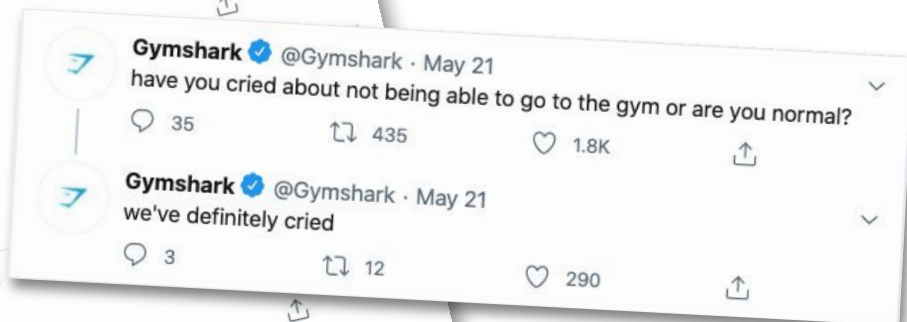 Gymshark @Gymshark · May 21
have you cried about not being able to go to the gym or are you normal?
35 435 1.8K
Gymshark @Gymshark · May 21
we've definitely cried
3 12 290